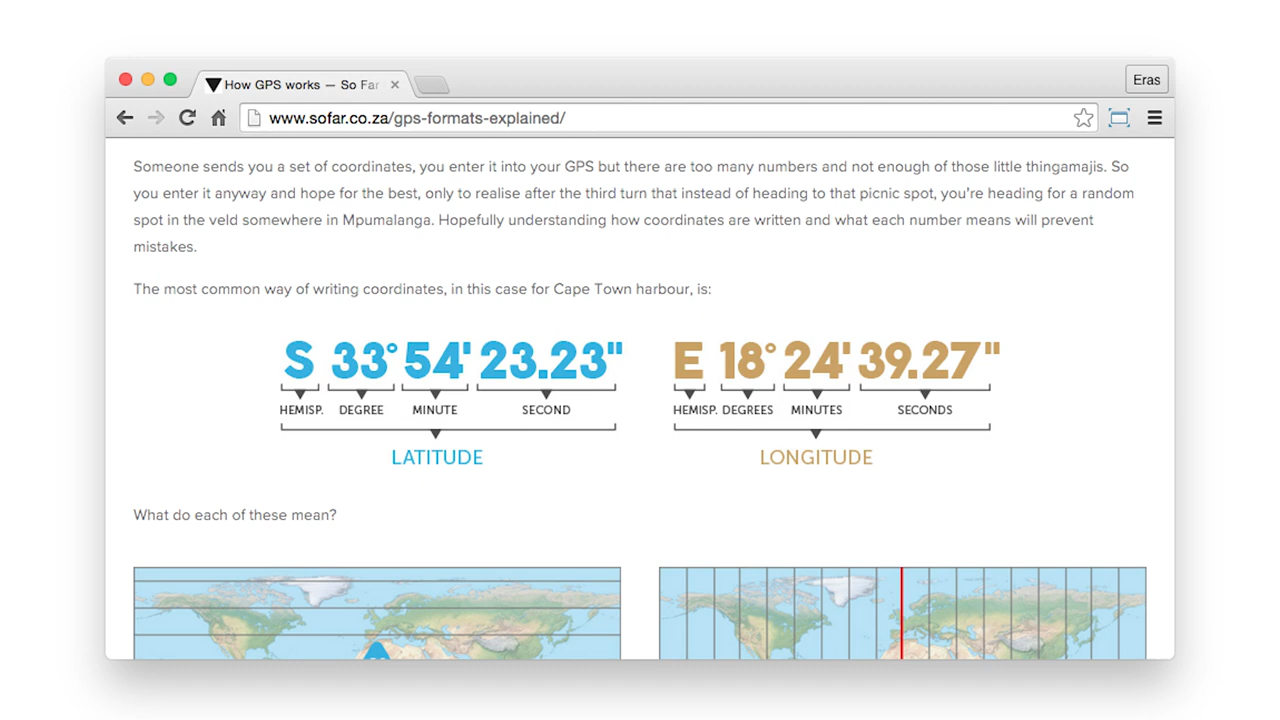 How GPS works — So Far
Eras
www.sofar.co.za/gps-formats-explained/
Someone sends you a set of coordinates, you enter it into your GPS but there are too many numbers and not enough of those little thingamajis. So
you enter it anyway and hope for the best, only to realise after the third turn that instead of heading to that picnic spot, you're heading for a random
spot in the veld somewhere in Mpumalanga. Hopefully understanding how coordinates are written and what each number means will prevent
mistakes.
The most common way of writing coordinates, in this case for Cape Town harbour, is:
S 33° 54' 23.23" E 18° 24' 39.27"
HEMISP. DEGREE MINUTE SECOND HEMISP. DEGREES MINUTES SECONDS
LATITUDE LONGITUDE
What do each of these mean?